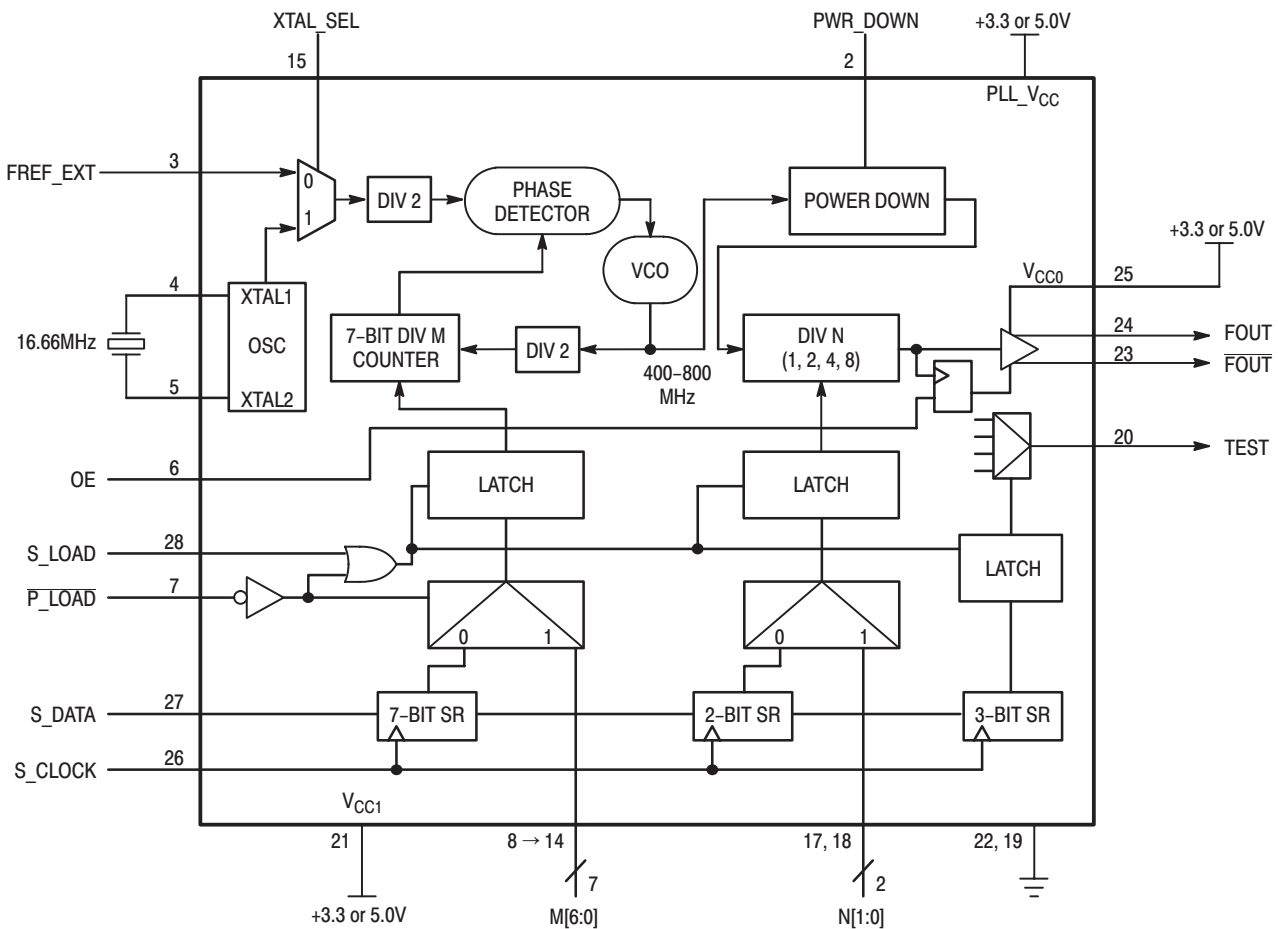 XTAL_SEL
PWR_DOWN
+3.3 or 5.0V
15
2
PLL_VCC
FREF_EXT
3
0
1
DIV 2
PHASE
DETECTOR
POWER DOWN
+3.3 or 5.0V
VCO
VCC0
25
4
XTAL1
16.66MHz
OSC
7–BIT DIV M
COUNTER
DIV 2
400–800
MHz
DIV N
(1, 2, 4, 8)
24
FOUT
23
FOUT
5
XTAL2
20
TEST
OE
6
LATCH
LATCH
S_LOAD
28
LATCH
P_LOAD
7
0
1
0
1
S_DATA
27
7–BIT SR
2–BIT SR
3–BIT SR
S_CLOCK
26
VCC1
21
8 → 14
17, 18
22, 19
7
2
+3.3 or 5.0V
M[6:0]
N[1:0]